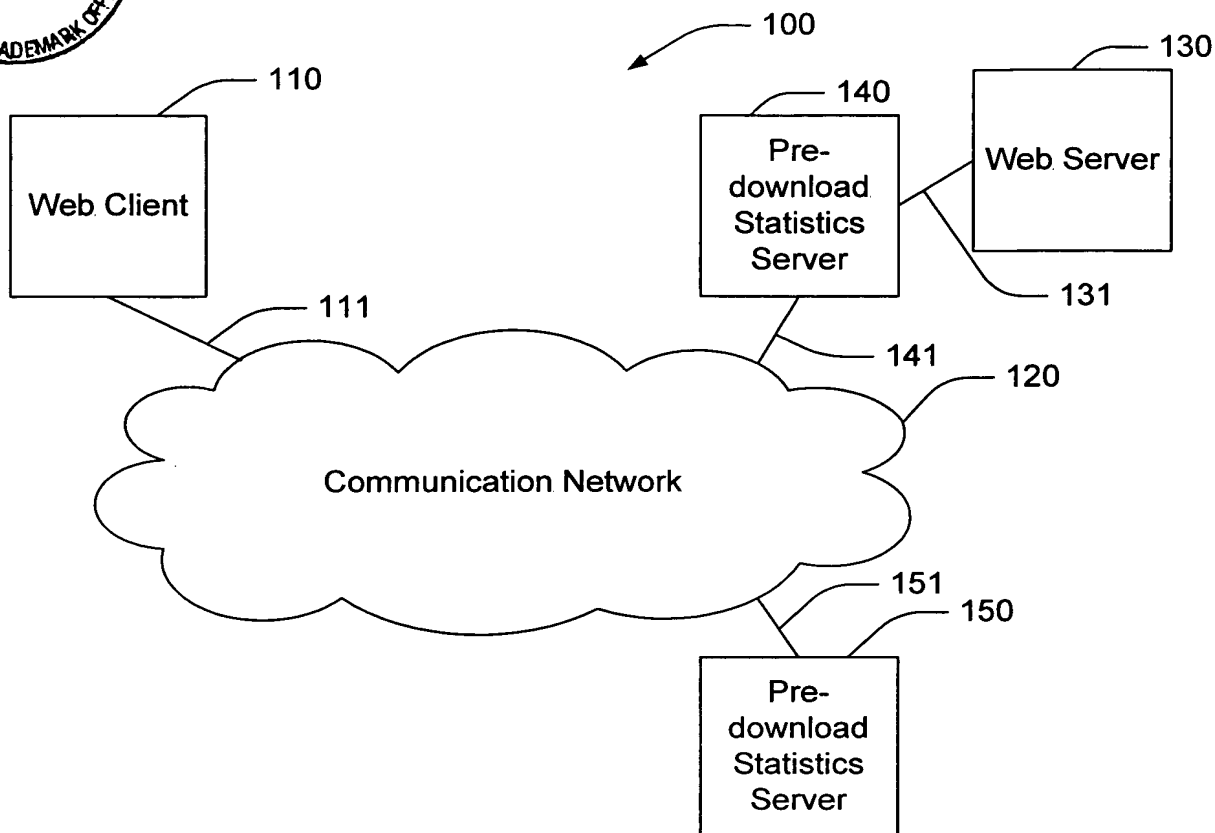 ADEMARK OFF
100
130
110
140
Pre-
download
Statistics
Server
Web Server
Web Client
111
131
141
120
Communication Network
151
150
Pre-
download
Statistics
Server